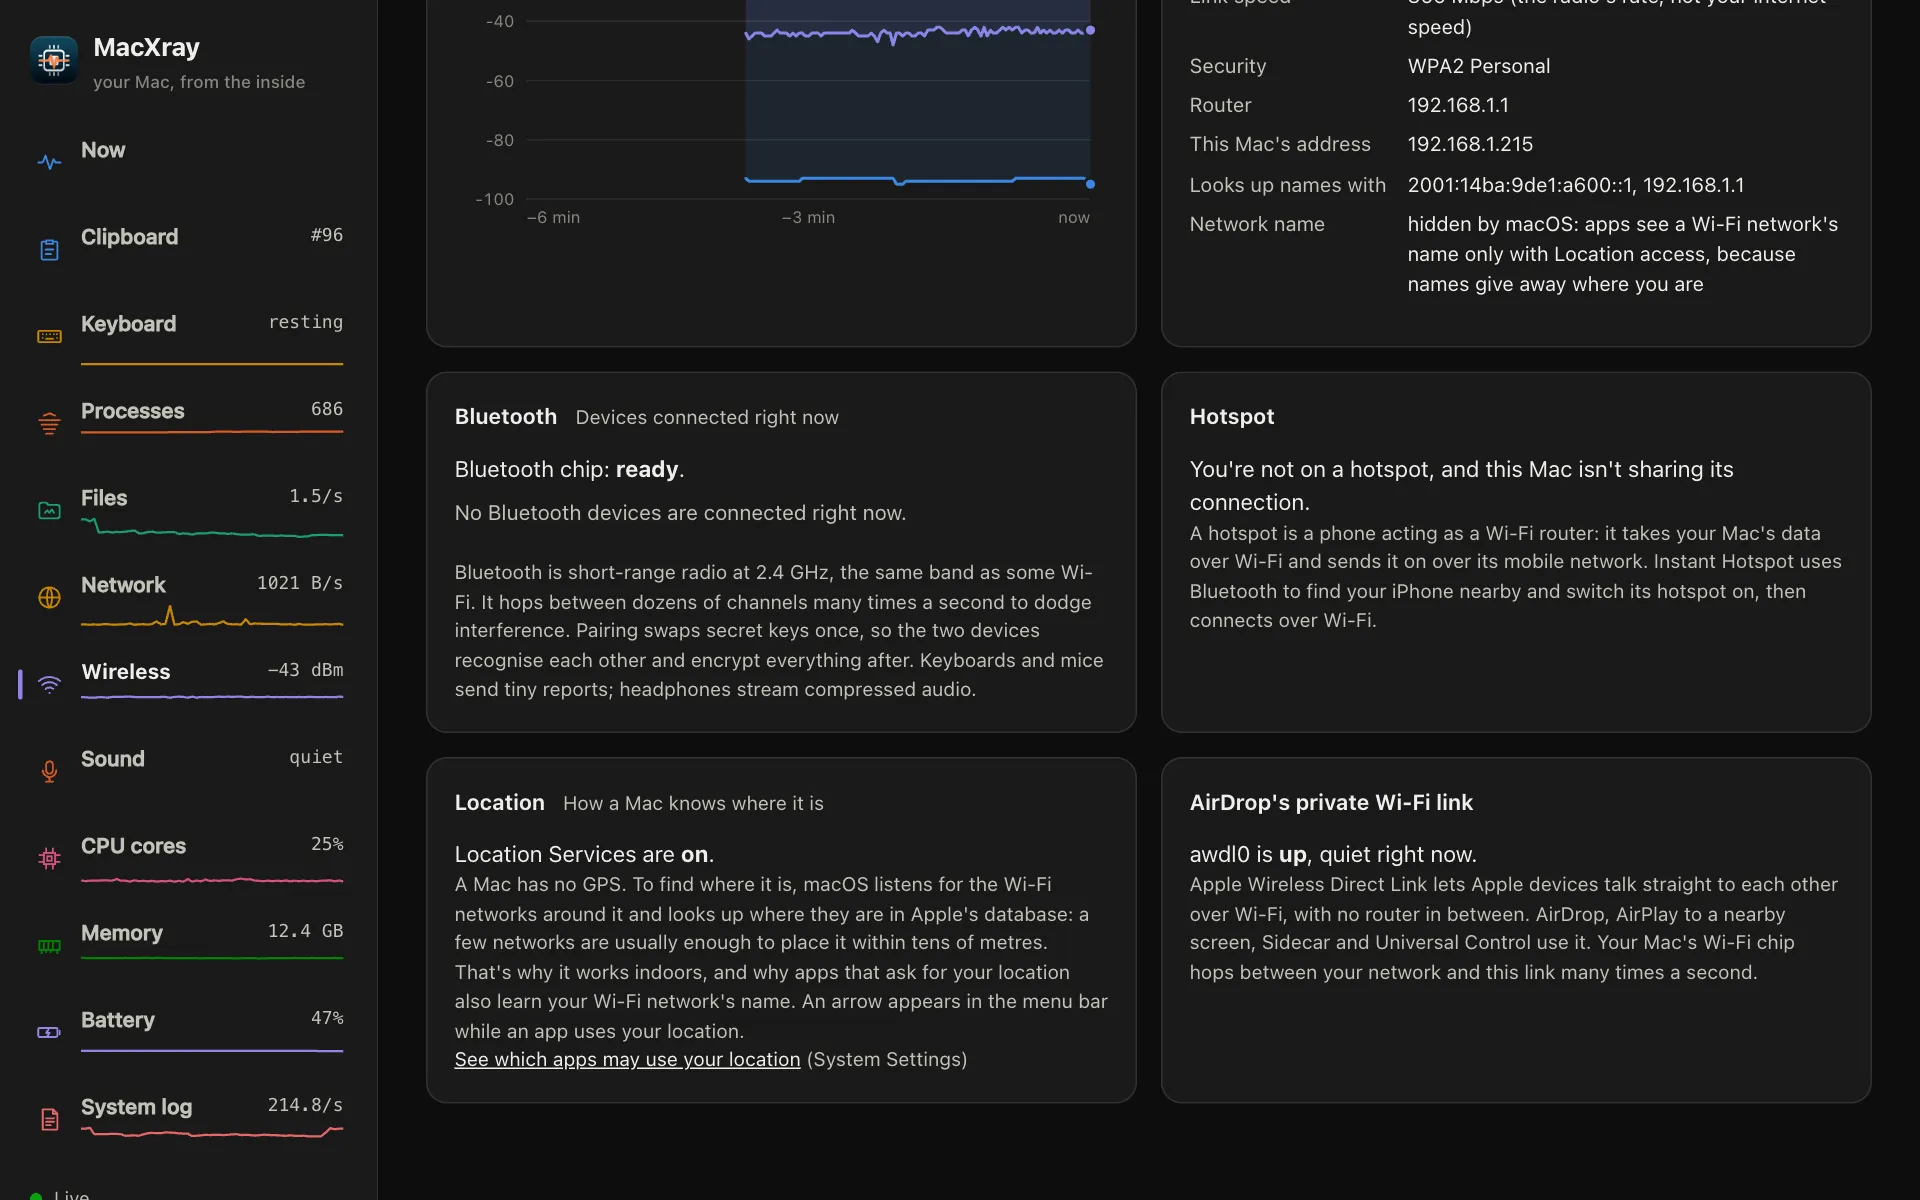 MacXray
your Mac, from the inside
Now
Clipboard #96
Keyboard resting
Processes 686
Files 1.5/s
Network 1021 B/s
Wireless −43 dBm
Sound quiet
CPU cores 25%
Memory 12.4 GB
Battery 47%
System log 214.8/s
Live
-40
-60
-80
-100
−6 min −3 min now
speed)
Security WPA2 Personal
Router 192.168.1.1
This Mac's address 192.168.1.215
Looks up names with 2001:14ba:9de1:a600::1, 192.168.1.1
Network name hidden by macOS: apps see a Wi-Fi network's
name only with Location access, because
names give away where you are
Bluetooth Devices connected right now
Bluetooth chip: ready.
No Bluetooth devices are connected right now.
Bluetooth is short-range radio at 2.4 GHz, the same band as some Wi-
Fi. It hops between dozens of channels many times a second to dodge
interference. Pairing swaps secret keys once, so the two devices
recognise each other and encrypt everything after. Keyboards and mice
send tiny reports; headphones stream compressed audio.
Hotspot
You're not on a hotspot, and this Mac isn't sharing its
connection.
A hotspot is a phone acting as a Wi-Fi router: it takes your Mac's data
over Wi-Fi and sends it on over its mobile network. Instant Hotspot uses
Bluetooth to find your iPhone nearby and switch its hotspot on, then
connects over Wi-Fi.
Location How a Mac knows where it is
Location Services are on.
A Mac has no GPS. To find where it is, macOS listens for the Wi-Fi
networks around it and looks up where they are in Apple's database: a
few networks are usually enough to place it within tens of metres.
That's why it works indoors, and why apps that ask for your location
also learn your Wi-Fi network's name. An arrow appears in the menu bar
while an app uses your location.
See which apps may use your location (System Settings)
AirDrop's private Wi-Fi link
awdl0 is up, quiet right now.
Apple Wireless Direct Link lets Apple devices talk straight to each other
over Wi-Fi, with no router in between. AirDrop, AirPlay to a nearby
screen, Sidecar and Universal Control use it. Your Mac's Wi-Fi chip
hops between your network and this link many times a second.